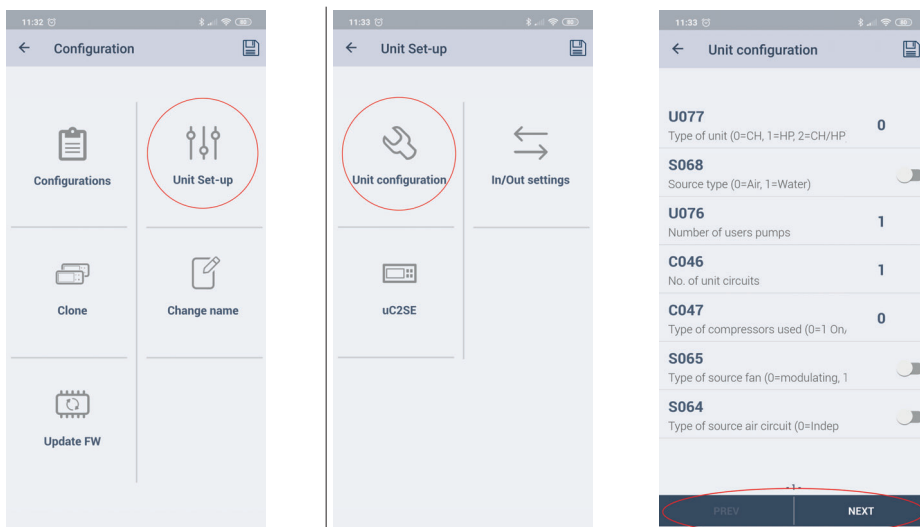 11:32
Configuration
Configurations
Unit Set-up
Clone
Change name
Update FW
11:33
Unit Set-up
Unit configuration
In/Out settings
uC2SE
11:33
Unit configuration
U077
Type of unit (0=CH, 1=HP, 2=CH/HP
0
S068
Source type (0=Air, 1=Water)
U076
Number of users pumps
1
C046
No. of unit circuits
1
C047
Type of compressors used (0=1 On/
0
S065
Type of source fan (0=modulating, 1
S064
Type of source air circuit (0=Indep
-1-
PREV
NEXT